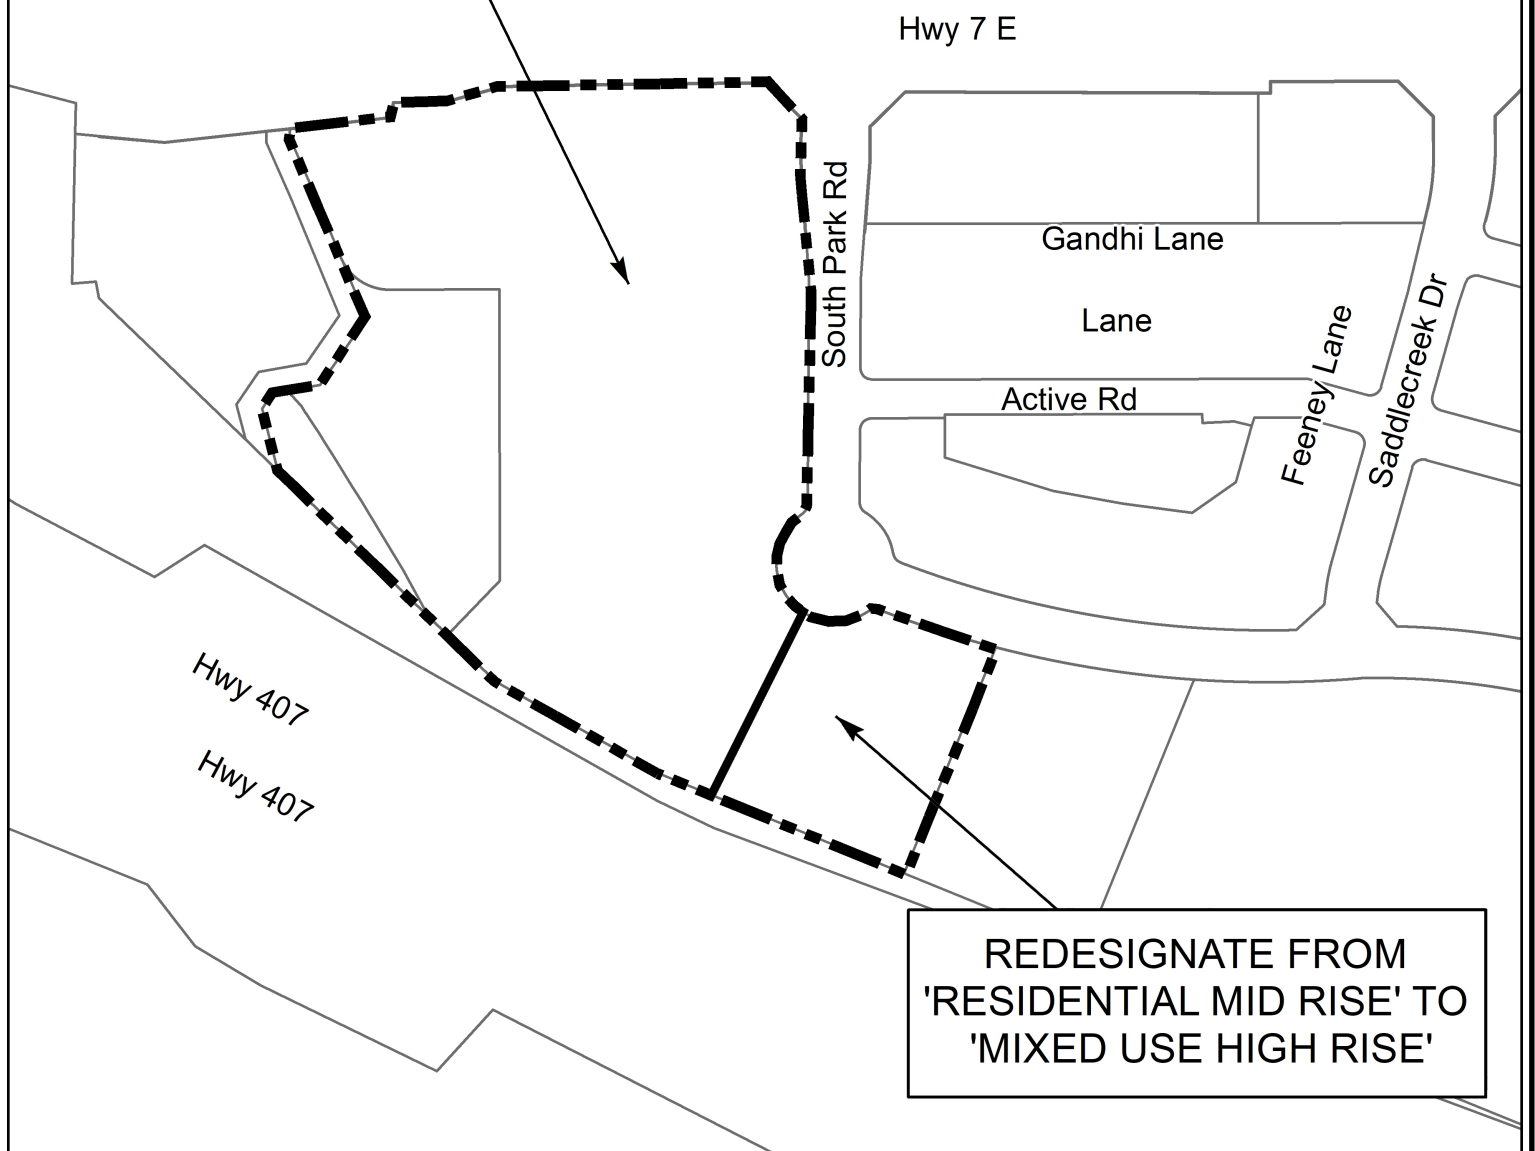 Hwy 7 E
South Park Rd
Gandhi Lane
Lane
Active Rd
Feeney Lane
Saddlecreek Dr
Hwy 407
Hwy 407
REDESIGNATE FROM
'RESIDENTIAL MID RISE' TO
'MIXED USE HIGH RISE'